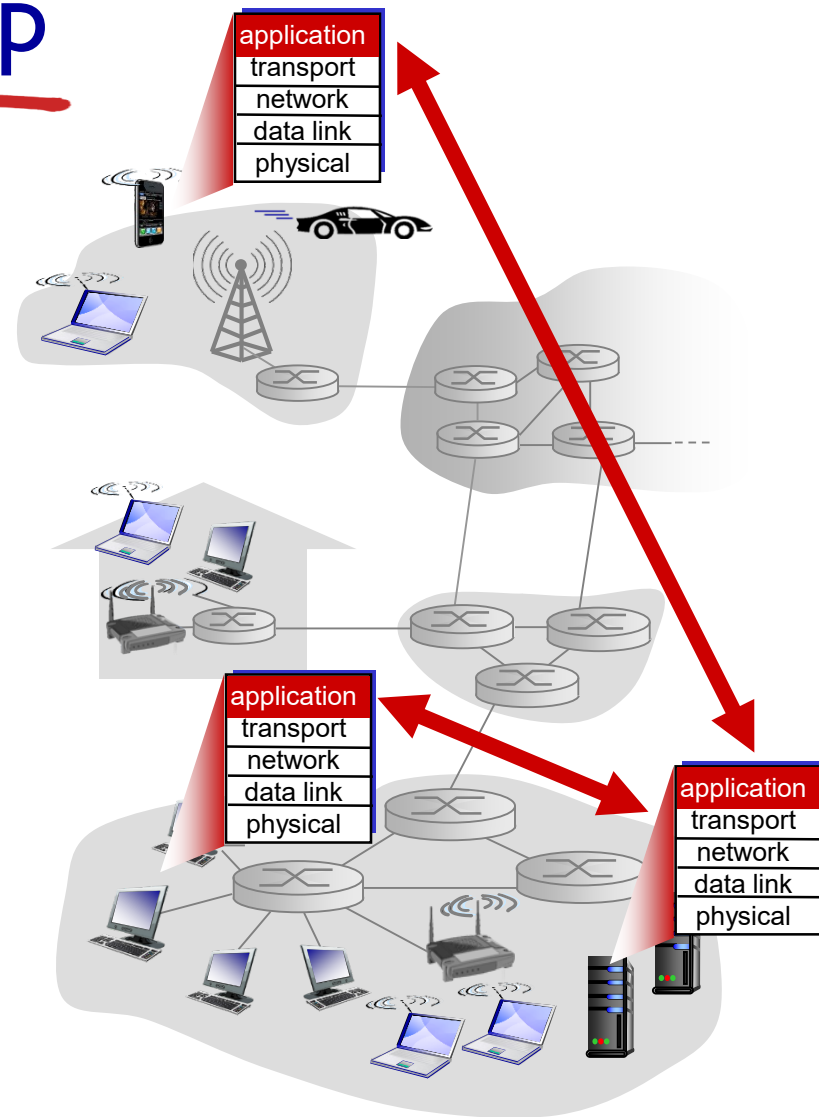 p
application
transport
network
data link
physical
application
transport
network
data link
physical
application
transport
network
data link
physical